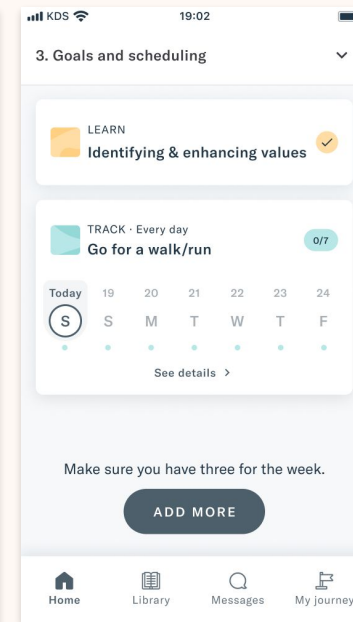 KDS 19:02
3. Goals and scheduling
LEARN
Identifying & enhancing values
TRACK · Every day
Go for a walk/run
0/7
Today 19 20 21 22 23 24
S S M T W T F
See details >
Make sure you have three for the week.
ADD MORE
Home Library Messages My journey